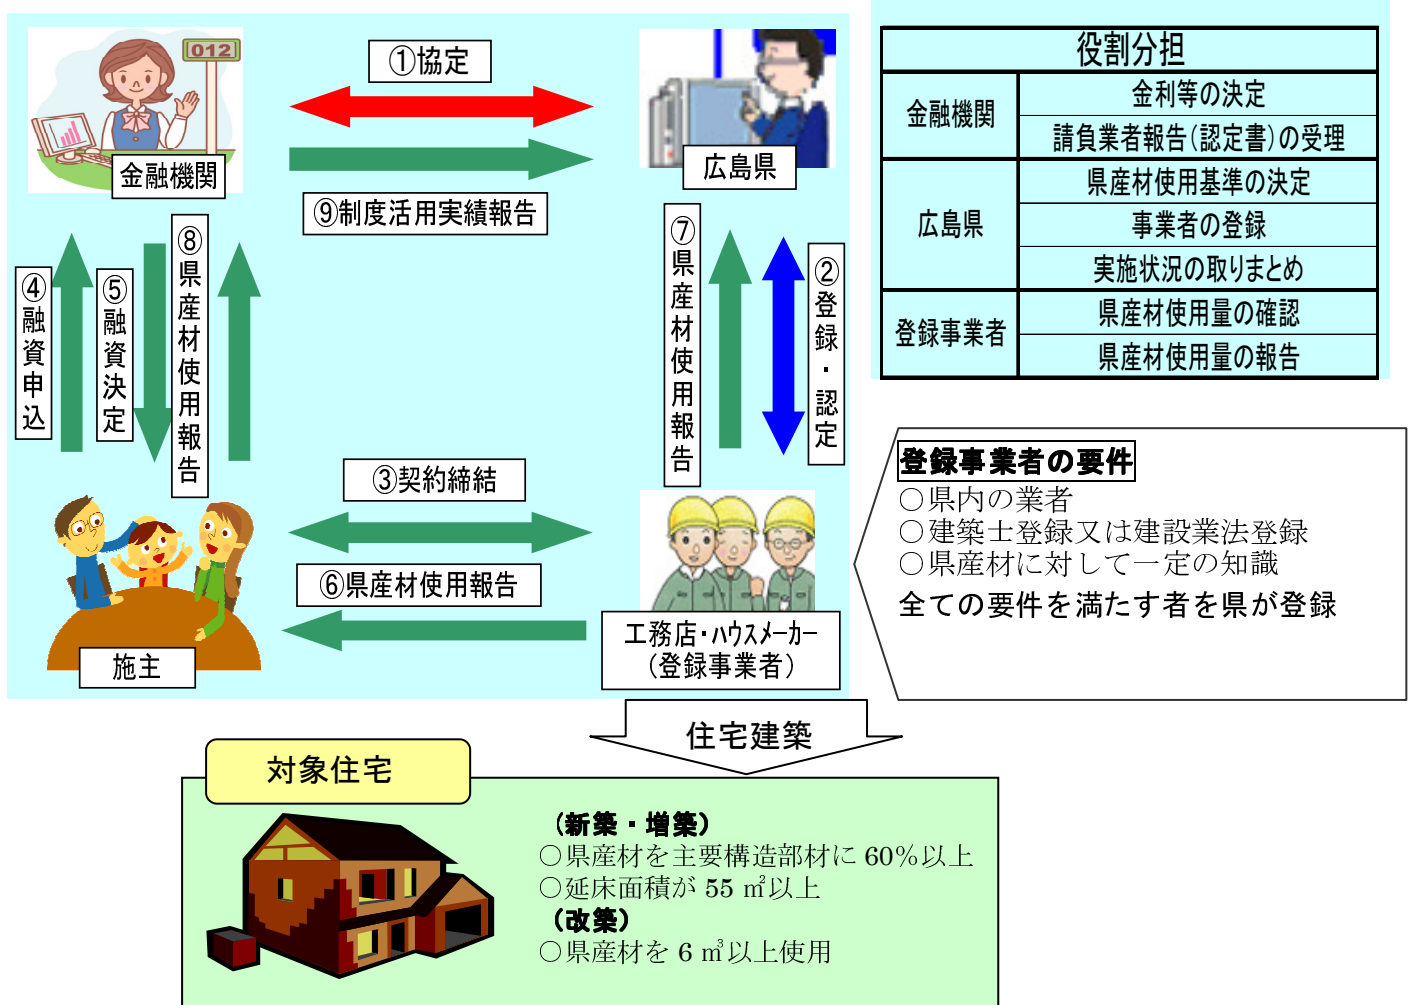 012
①協定
金融機関
広島県
⑨制度活用実績報告
④融資申込
⑤融資決定
⑧県産材使用報告
⑦県産材使用報告
②登録・認定
③契約締結
⑥県産材使用報告
施主
工務店・ハウスメーカー
（登録事業者）
役割分担
金融機関
金利等の決定
請負業者報告（認定書）の受理
広島県
県産材使用基準の決定
事業者の登録
実施状況の取りまとめ
登録事業者
県産材使用量の確認
県産材使用量の報告
登録事業者の要件
○県内の業者
○建築士登録又は建設業法登録
○県産材に対して一定の知識
全ての要件を満たす者を県が登録
住宅建築
対象住宅
（新築・増築）
○県産材を主要構造部材に 60％以上
○延床面積が 55 ㎡以上
（改築）
○県産材を 6 ㎥以上使用